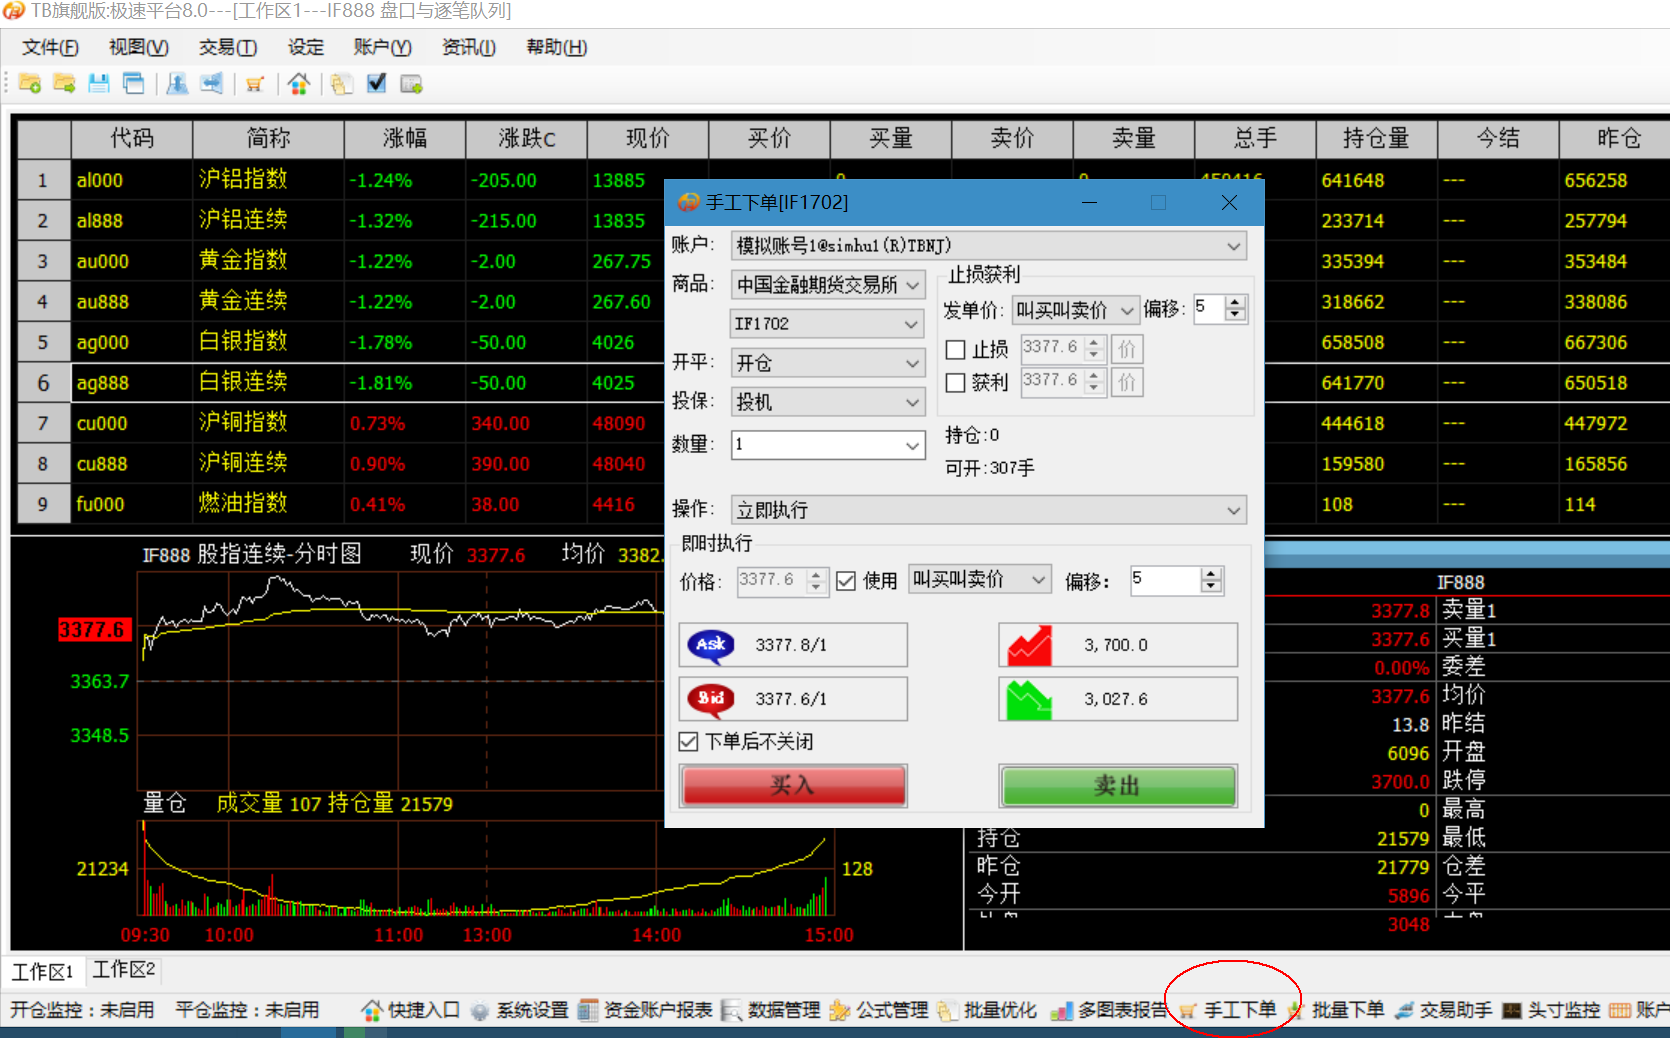 TB旗舰版:极速平台8.0---[工作区1---IF888 盘口与逐笔队列]
文件(F) 视图(V) 交易(T) 设定 账户(Y) 资讯(I) 帮助(H)
代码 简称 涨幅 涨跌C 现价 买价 买量 卖价 卖量 总手 持仓量 今结 昨仓
1 al000 沪铝指数 -1.24% -205.00 13885 641648 --- 656258
2 al888 沪铝连续 -1.32% -215.00 13835 233714 --- 257794
3 au000 黄金指数 -1.22% -2.00 267.75 335394 --- 353484
4 au888 黄金连续 -1.22% -2.00 267.60 318662 --- 338086
5 ag000 白银指数 -1.78% -50.00 4026 658508 --- 667306
6 ag888 白银连续 -1.81% -50.00 4025 641770 --- 650518
7 cu000 沪铜指数 0.73% 340.00 48090 444618 --- 447972
8 cu888 沪铜连续 0.90% 390.00 48040 159580 --- 165856
9 fu000 燃油指数 0.41% 38.00 4416 108 --- 114
手工下单[IF1702]
账户: 模拟账号1@simhu1(R)TBNJ)
商品: 中国金融期货交易所
IF1702
开平: 开仓
投保: 投机
数量: 1
止损获利
发单价: 叫买叫卖价 偏移: 5
止损 3377.6 价
获利 3377.6 价
持仓:0
可开:307手
操作: 立即执行
即时执行
价格: 3377.6 使用 叫买叫卖价 偏移: 5
Ask 3377.8/1 3,700.0
Bid 3377.6/1 3,027.6
下单后不关闭
买入 卖出
IF888 股指连续-分时图 现价 3377.6 均价 3382.
3377.6
3363.7
3348.5
量仓 成交量 107 持仓量 21579
21234 128
09:30 10:00 11:00 13:00 14:00 15:00
IF888
3377.8 卖量1
3377.6 买量1
0.00% 委差
3377.6 均价
13.8 昨结
6096 开盘
3700.0 跌停
0 最高
持仓 21579 最低
昨仓 21779 仓差
今开 5896 今平
3048
工作区1 工作区2
开仓监控：未启用 平仓监控：未启用 快捷入口 系统设置 资金账户报表 数据管理 公式管理 批量优化 多图表报告 手工下单 批量下单 交易助手 头寸监控 账户